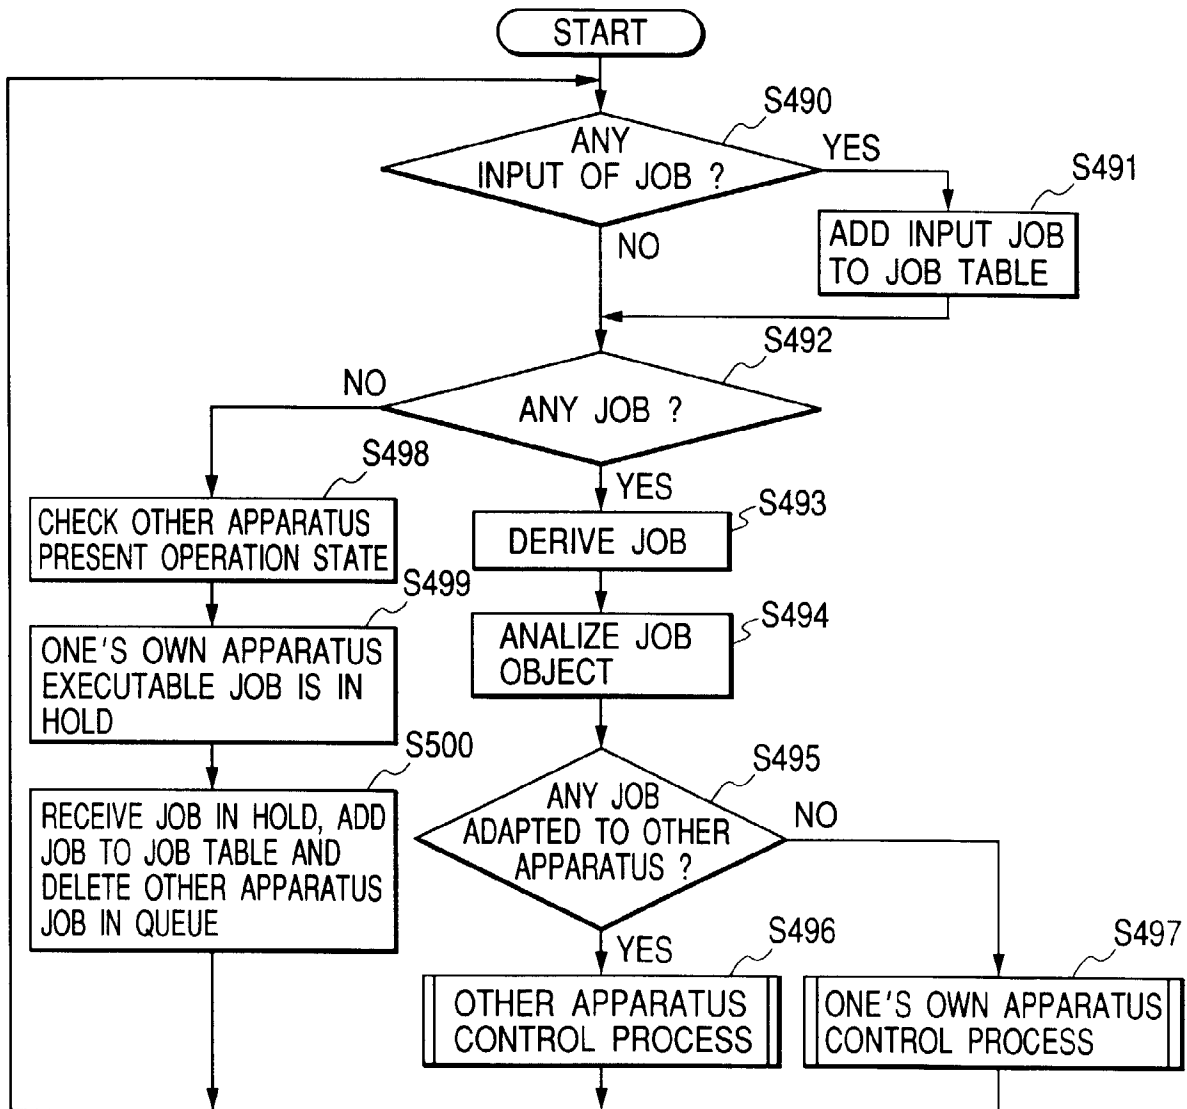 START
S490
ANY
INPUT OF JOB ?
YES
S491
ADD INPUT JOB
TO JOB TABLE
NO
S492
NO
ANY JOB ?
S498
YES
CHECK OTHER APPARATUS
PRESENT OPERATION STATE
S493
DERIVE JOB
S499
ONE'S OWN APPARATUS
EXECUTABLE JOB IS IN
HOLD
S494
ANALIZE JOB
OBJECT
S500
RECEIVE JOB IN HOLD, ADD
JOB TO JOB TABLE AND
DELETE OTHER APPARATUS
JOB IN QUEUE
S495
ANY JOB
ADAPTED TO OTHER
APPARATUS ?
NO
YES
S496
OTHER APPARATUS
CONTROL PROCESS
S497
ONE'S OWN APPARATUS
CONTROL PROCESS